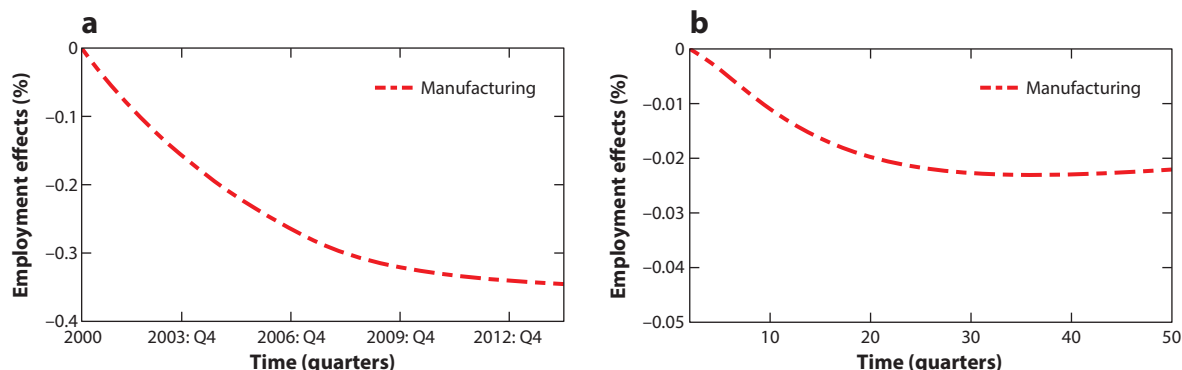 a
0
−0.1
−0.2
−0.3
−0.4
Employment effects (%)
Manufacturing
2000 2003: Q4 2006: Q4 2009: Q4 2012: Q4
Time (quarters)
b
0
−0.01
−0.02
−0.03
−0.04
−0.05
Employment effects (%)
Manufacturing
10 20 30 40 50
Time (quarters)